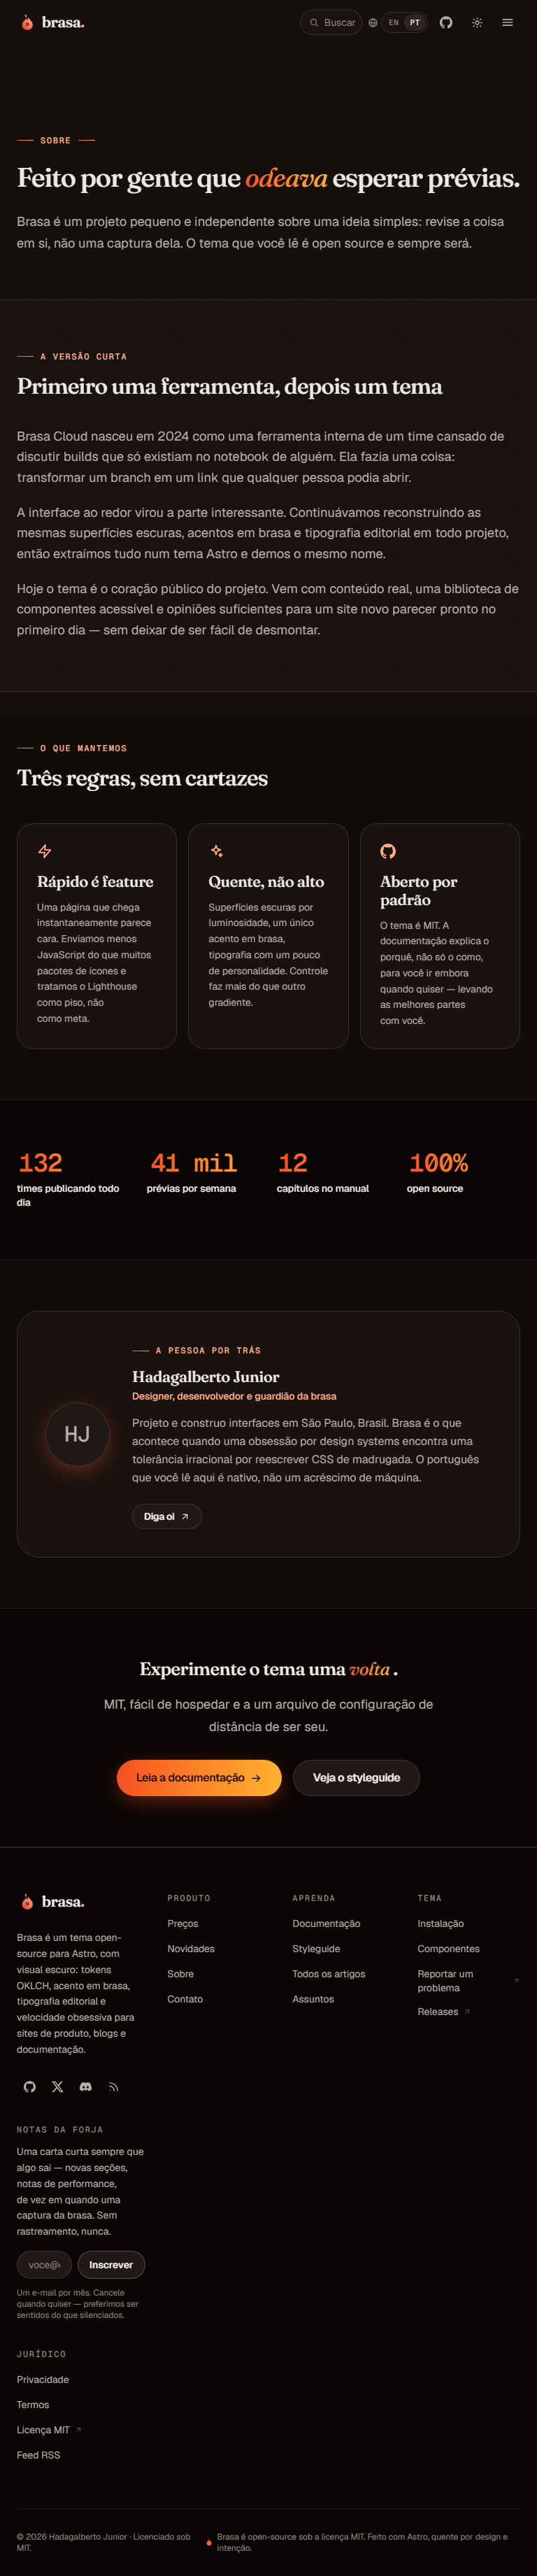 brasa.
Buscar
EN PT
SOBRE
Feito por gente que odeava esperar prévias.
Brasa é um projeto pequeno e independente sobre uma ideia simples: revise a coisa
em si, não uma captura dela. O tema que você lê é open source e sempre será.
A VERSÃO CURTA
Primeiro uma ferramenta, depois um tema
Brasa Cloud nasceu em 2024 como uma ferramenta interna de um time cansado de
discutir builds que só existiam no notebook de alguém. Ela fazia uma coisa:
transformar um branch em um link que qualquer pessoa podia abrir.
A interface ao redor virou a parte interessante. Continuávamos reconstruindo as
mesmas superfícies escuras, acentos em brasa e tipografia editorial em todo projeto,
então extraímos tudo num tema Astro e demos o mesmo nome.
Hoje o tema é o coração público do projeto. Vem com conteúdo real, uma biblioteca de
componentes acessível e opiniões suficientes para um site novo parecer pronto no
primeiro dia — sem deixar de ser fácil de desmontar.
O QUE MANTEMOS
Três regras, sem cartazes
Rápido é feature
Uma página que chega
instantaneamente parece
cara. Enviamos menos
JavaScript do que muitos
pacotes de ícones e
tratamos o Lighthouse
como piso, não
como meta.
Quente, não alto
Superfícies escuras por
luminosidade, um único
acento em brasa,
tipografia com um pouco
de personalidade. Controle
faz mais do que outro
gradiente.
Aberto por
padrão
O tema é MIT. A
documentação explica o
porquê, não só o como,
para você ir embora
quando quiser — levando
as melhores partes
com você.
132
times publicando todo
dia
41 mil
prévias por semana
12
capítulos no manual
100%
open source
HJ
A PESSOA POR TRÁS
Hadagalberto Junior
Designer, desenvolvedor e guardião da brasa
Projeto e construo interfaces em São Paulo, Brasil. Brasa é o que
acontece quando uma obsessão por design systems encontra uma
tolerância irracional por reescrever CSS de madrugada. O português
que você lê aqui é nativo, não um acréscimo de máquina.
Diga oi
Experimente o tema uma volta .
MIT, fácil de hospedar e a um arquivo de configuração de
distância de ser seu.
Leia a documentação
Veja o styleguide
brasa.
Brasa é um tema open-
source para Astro, com
visual escuro: tokens
OKLCH, acento em brasa,
tipografia editorial e
velocidade obsessiva para
sites de produto, blogs e
documentação.
PRODUTO
Preços
Novidades
Sobre
Contato
APRENDA
Documentação
Styleguide
Todos os artigos
Assuntos
TEMA
Instalação
Componentes
Reportar um
problema
Releases
NOTAS DA FORJA
Uma carta curta sempre que
algo sai — novas seções,
notas de performance,
de vez em quando uma
captura da brasa. Sem
rastreamento, nunca.
voce@
Inscrever
Um e-mail por mês. Cancele
quando quiser — preferimos ser
sentidos do que silenciados.
JURÍDICO
Privacidade
Termos
Licença MIT
Feed RSS
© 2026 Hadagalberto Junior · Licenciado sob
MIT.
Brasa é open-source sob a licença MIT. Feito com Astro, quente por design e
intenção.